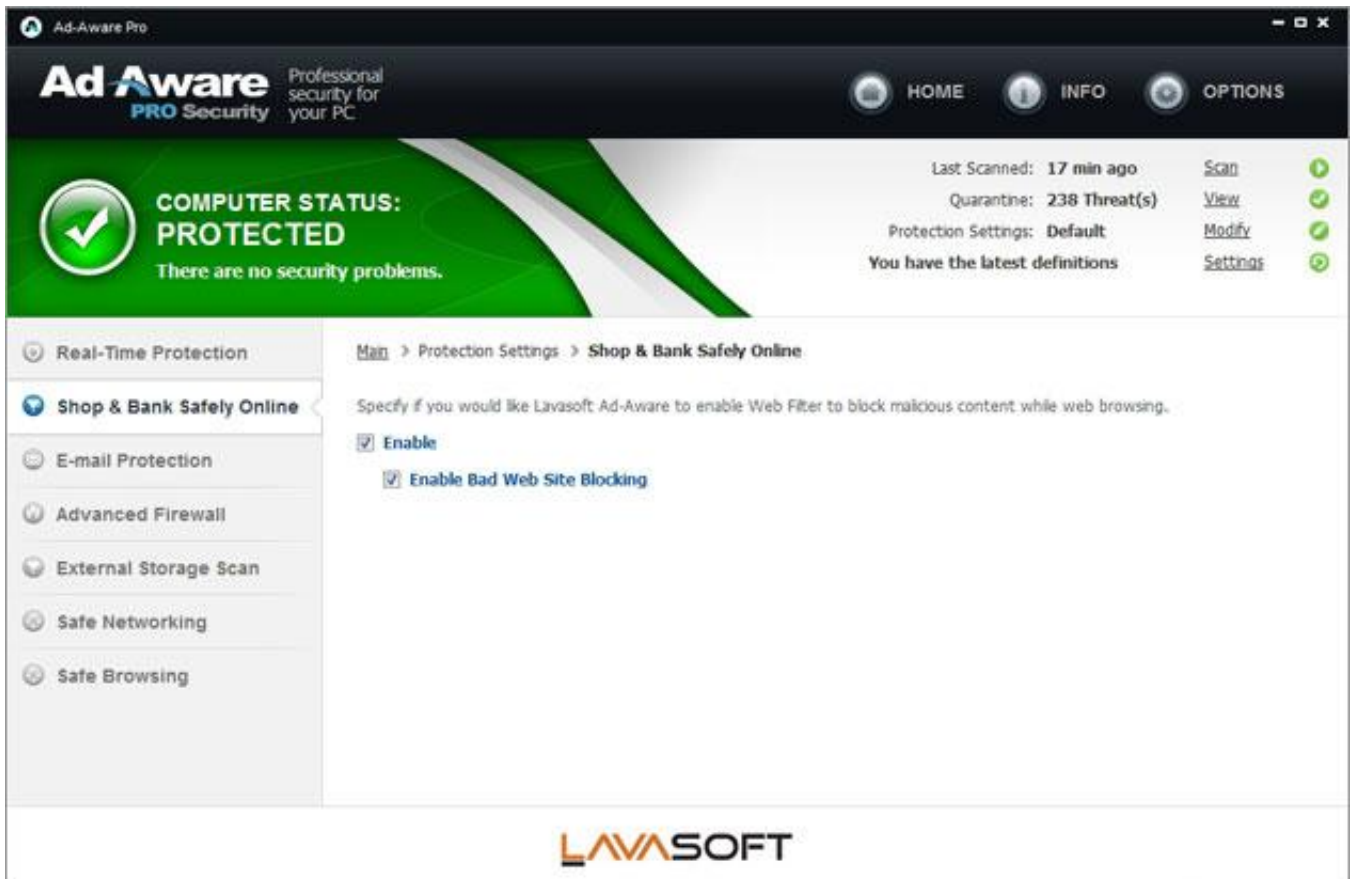 Ad-Aware Pro
Ad-Aware
PRO Security
Professional
security for
your PC
HOME
INFO
OPTIONS
COMPUTER STATUS:
PROTECTED
There are no security problems.
Last Scanned: 17 min ago Scan
Quarantine: 238 Threat(s) View
Protection Settings: Default Modify
You have the latest definitions Settings
Real-Time Protection
Shop & Bank Safely Online
E-mail Protection
Advanced Firewall
External Storage Scan
Safe Networking
Safe Browsing
Main > Protection Settings > Shop & Bank Safely Online
Specify if you would like Lavasoft Ad-Aware to enable Web Filter to block malicious content while web browsing.
Enable
Enable Bad Web Site Blocking
LAVASOFT